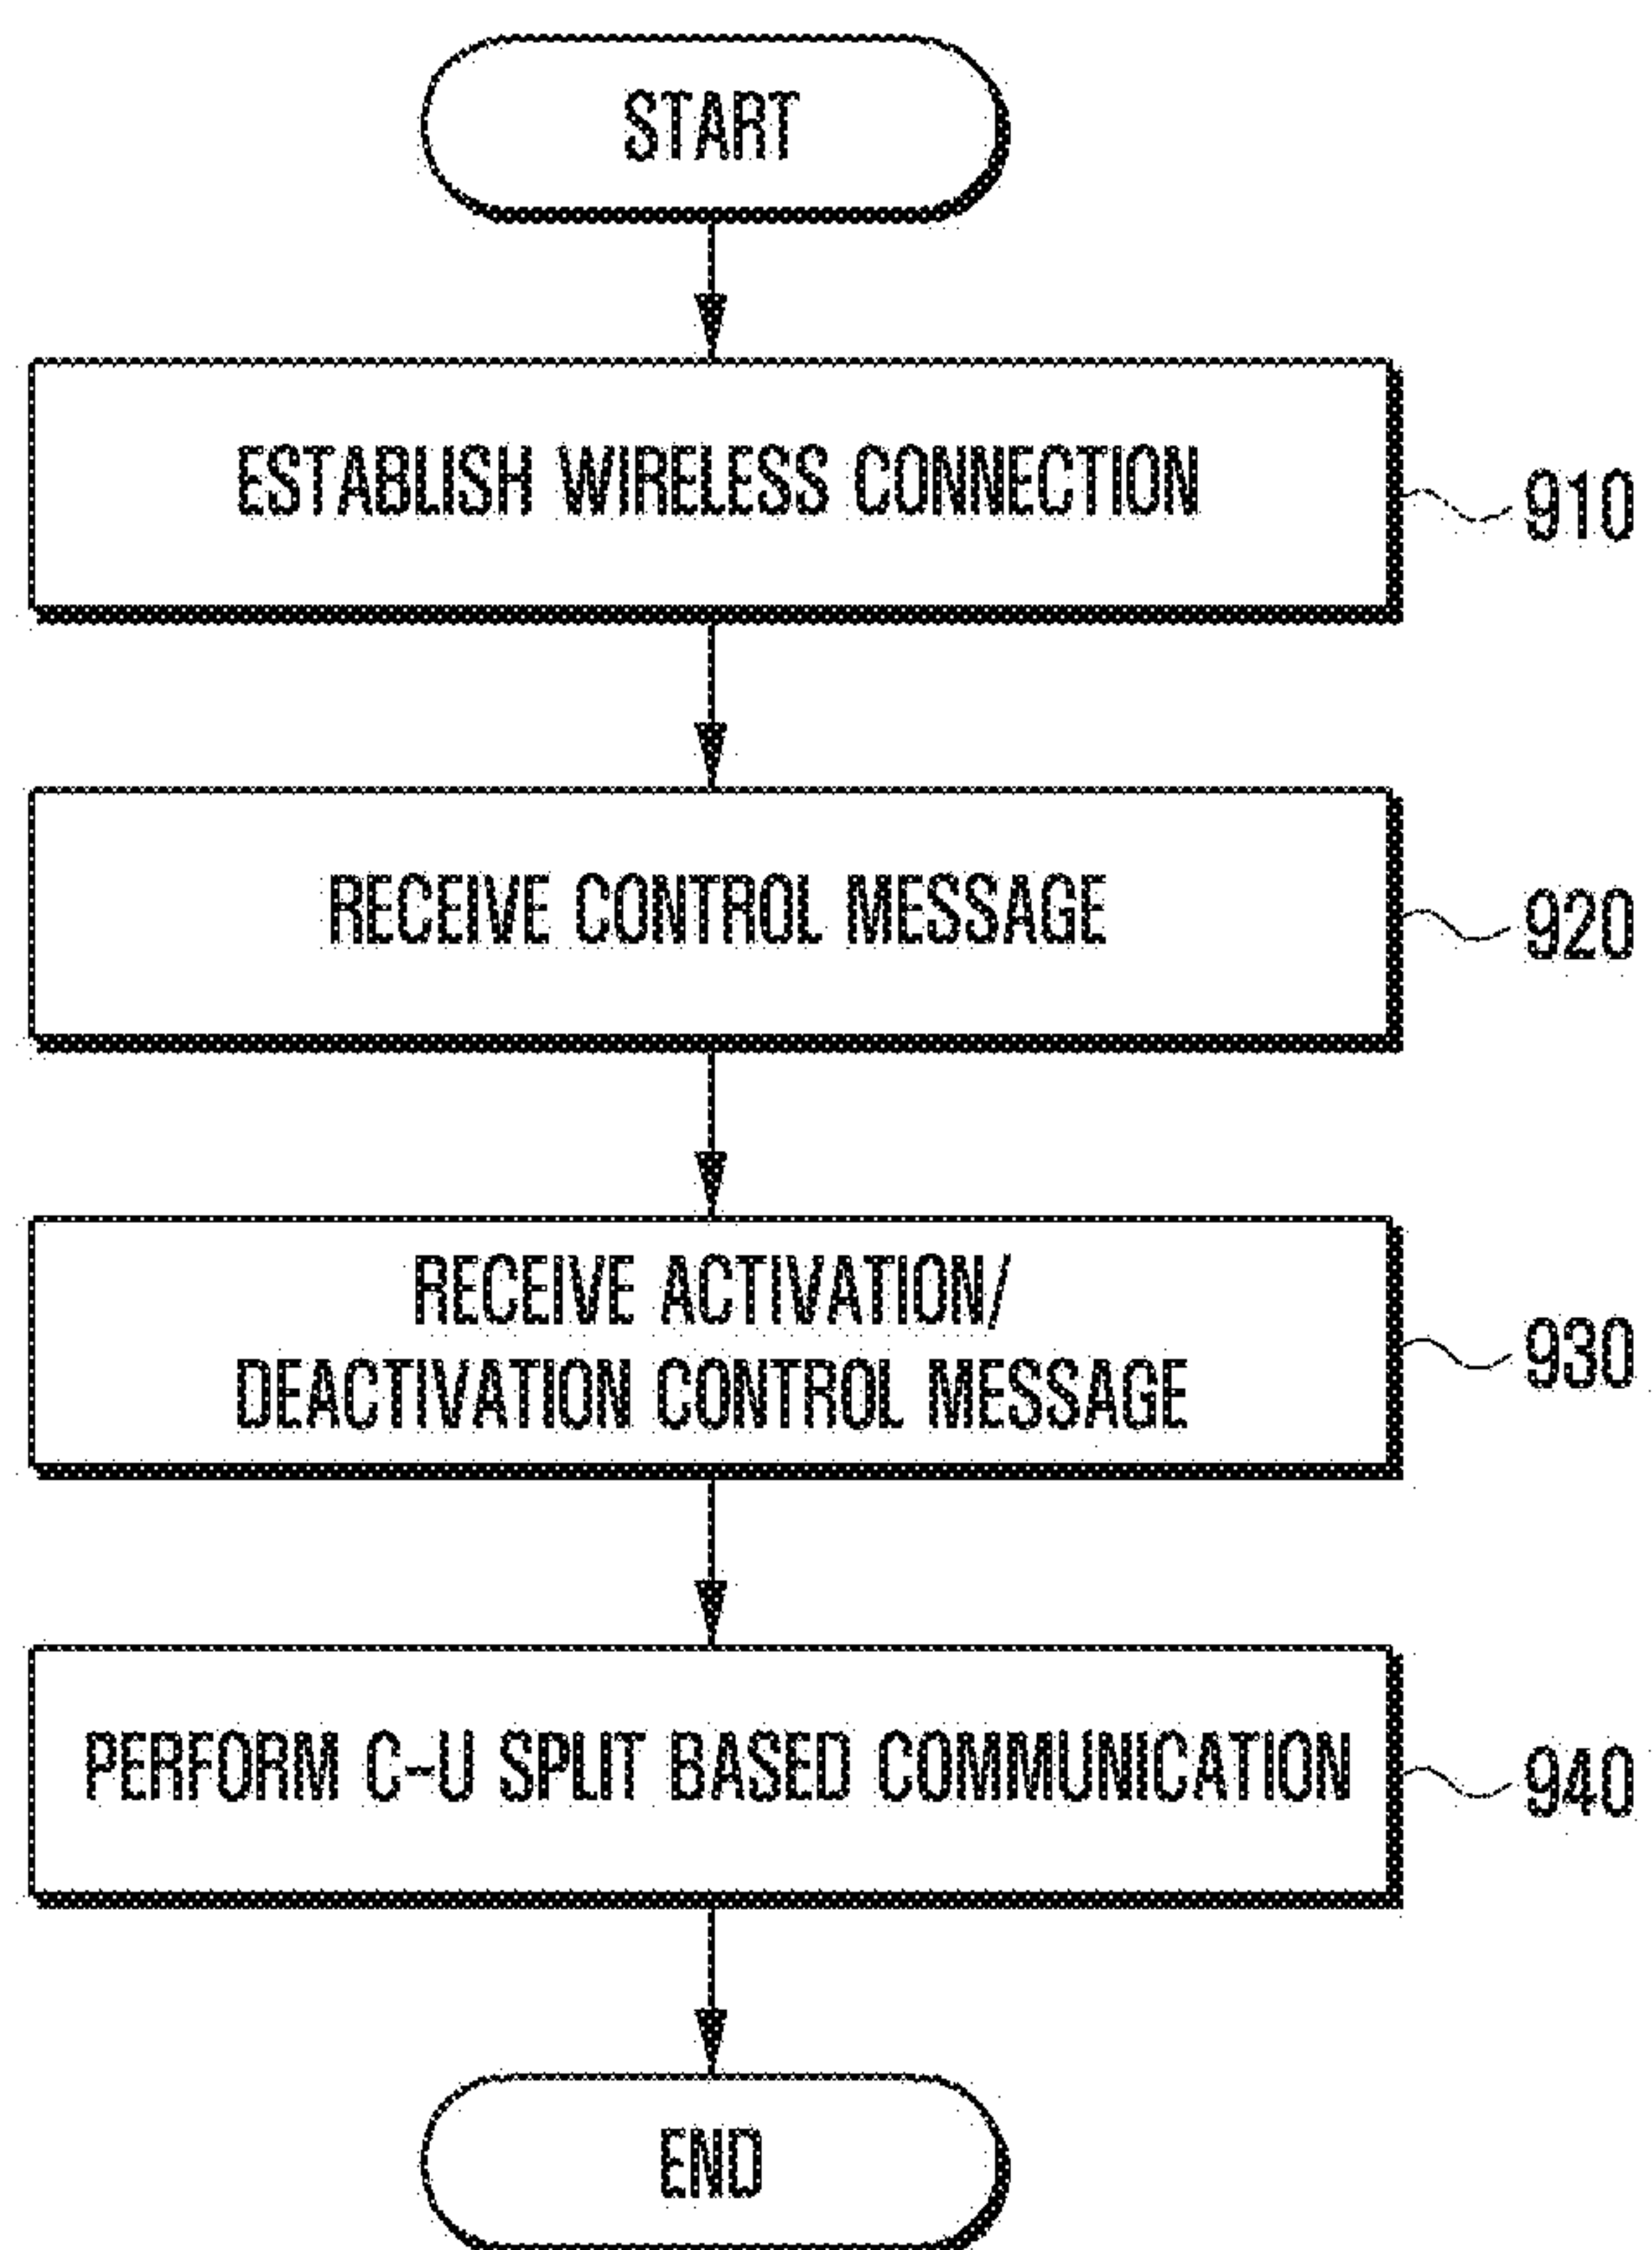 START
ESTABLISH WIRELESS CONNECTION
910
RECEIVE CONTROL MESSAGE
920
RECEIVE ACTIVATION/
DEACTIVATION CONTROL MESSAGE
930
PERFORM C-U SPLIT BASED COMMUNICATION
940
END